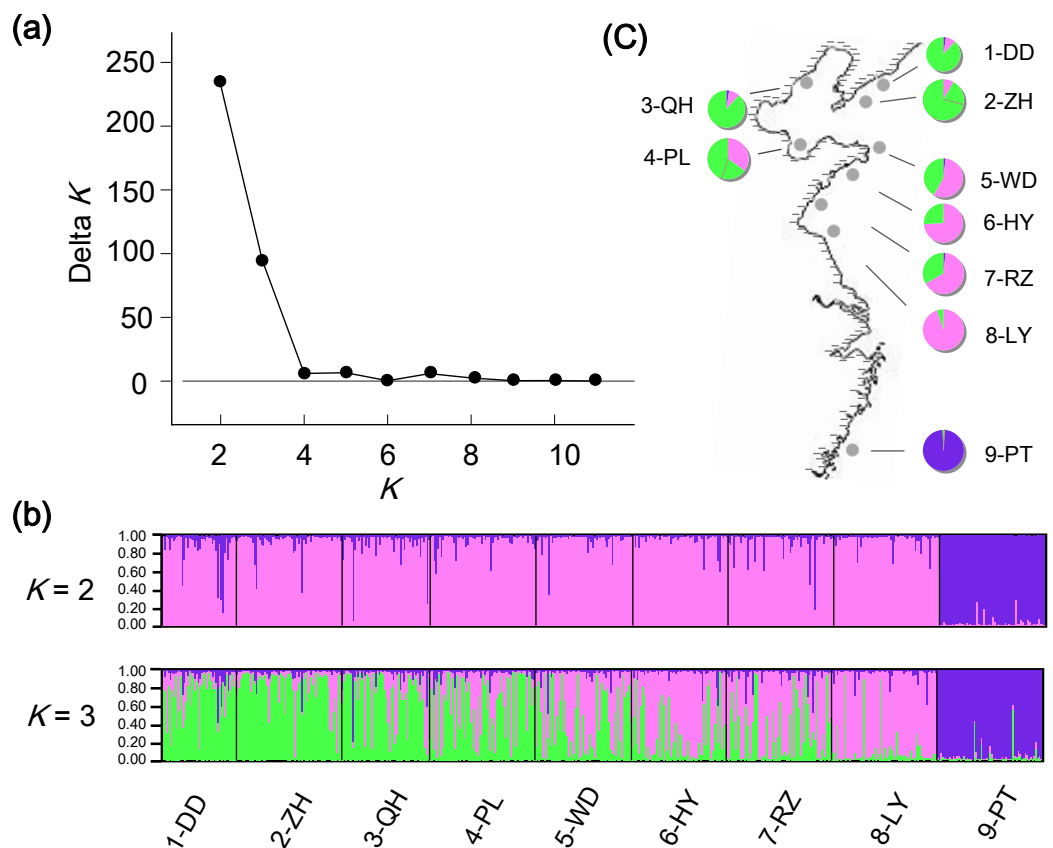 (a)
250
200
150
100
50
0
Delta K
2 4 6 8 10
K
(C)
1-DD
2-ZH
3-QH
4-PL
5-WD
6-HY
7-RZ
8-LY
9-PT
(b)
K = 2
1.00
0.80
0.60
0.40
0.20
0.00
K = 3
1.00
0.80
0.60
0.40
0.20
0.00
1-DD 2-ZH 3-QH 4-PL 5-WD 6-HY 7-RZ 8-LY 9-PT